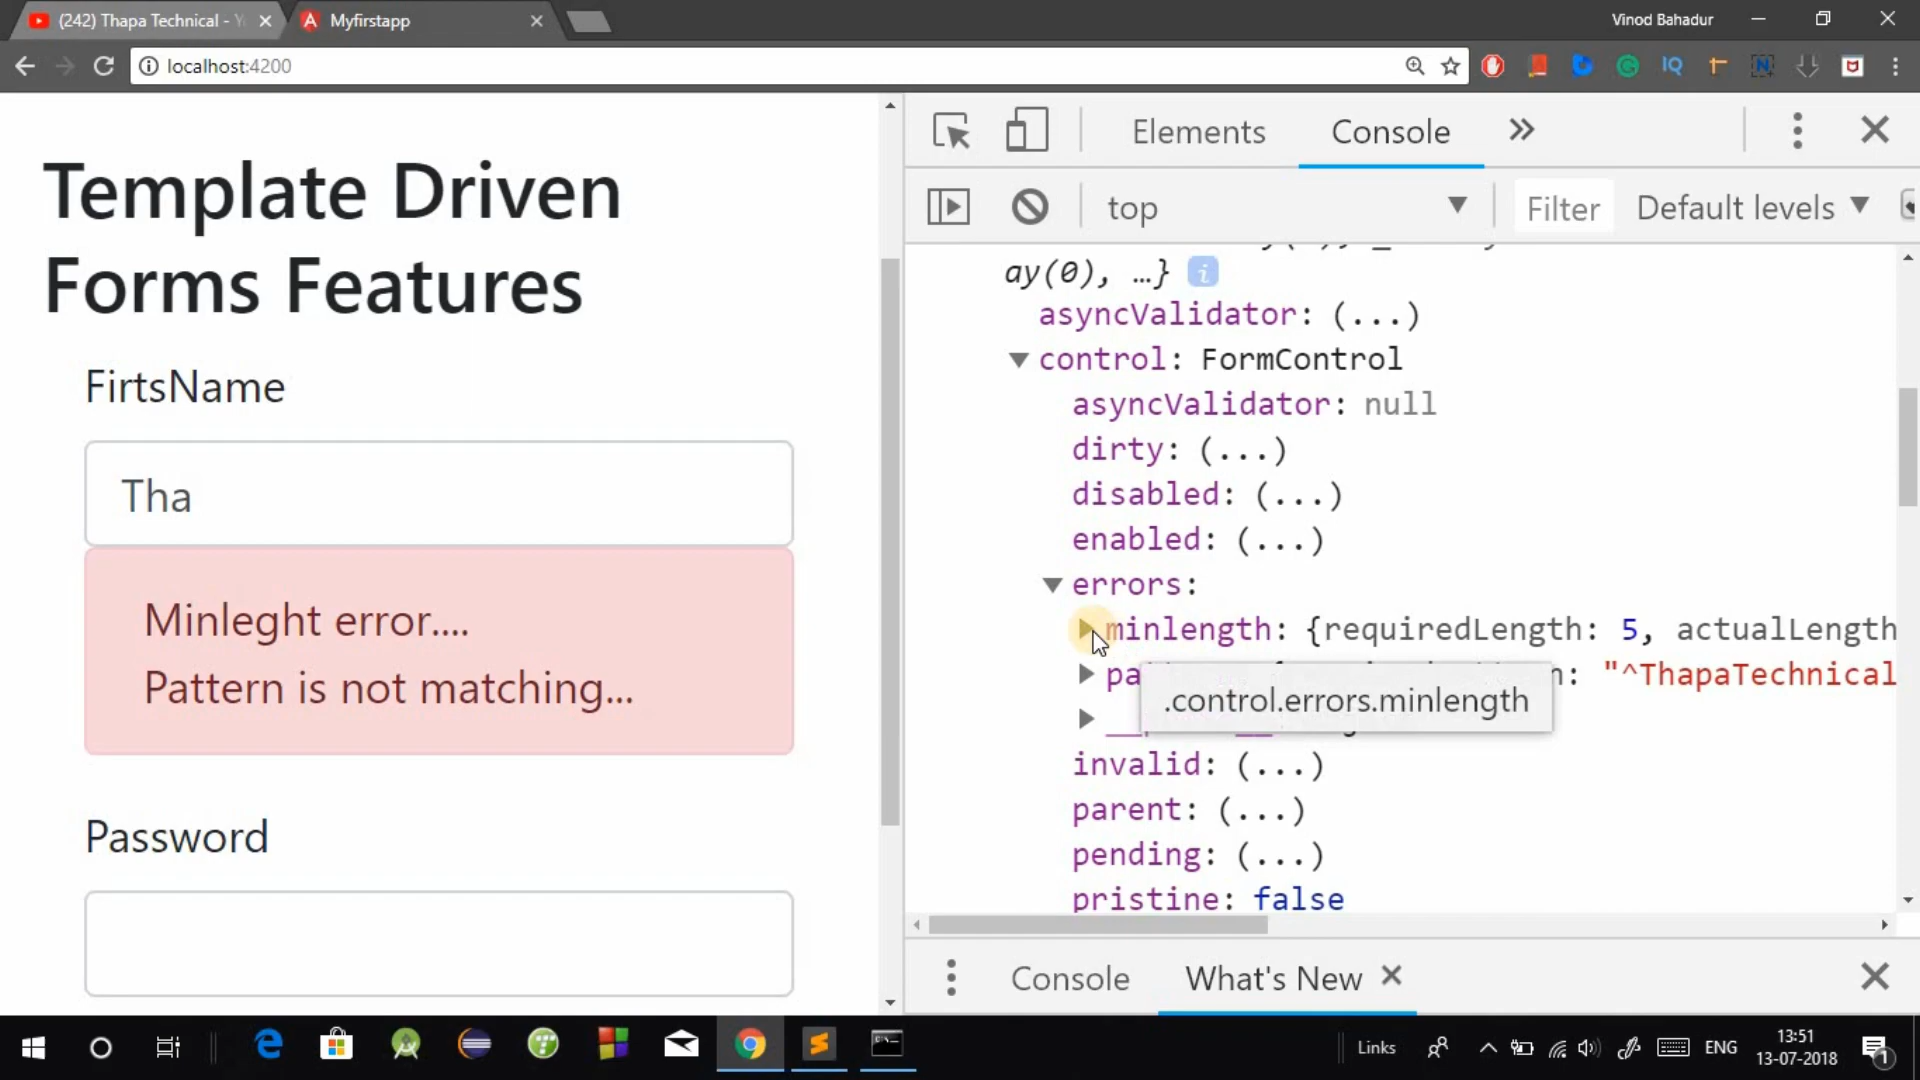 (242) Thapa Technical - Y
Myfirstapp
Vinod Bahadur
localhost:4200
IQ
Template Driven
Forms Features
FirtsName
Tha
Minleght error....
Pattern is not matching...
Password
Elements
Console
top
Filter
Default levels
ay(0), …}
asyncValidator: (...)
control: FormControl
asyncValidator: null
dirty: (...)
disabled: (...)
enabled: (...)
errors:
minlength: {requiredLength: 5, actualLength
pa
: "^ThapaTechnical
.control.errors.minlength
invalid: (...)
parent: (...)
pending: (...)
pristine: false
Console
What's New
Links
ENG
13:51
13-07-2018
1